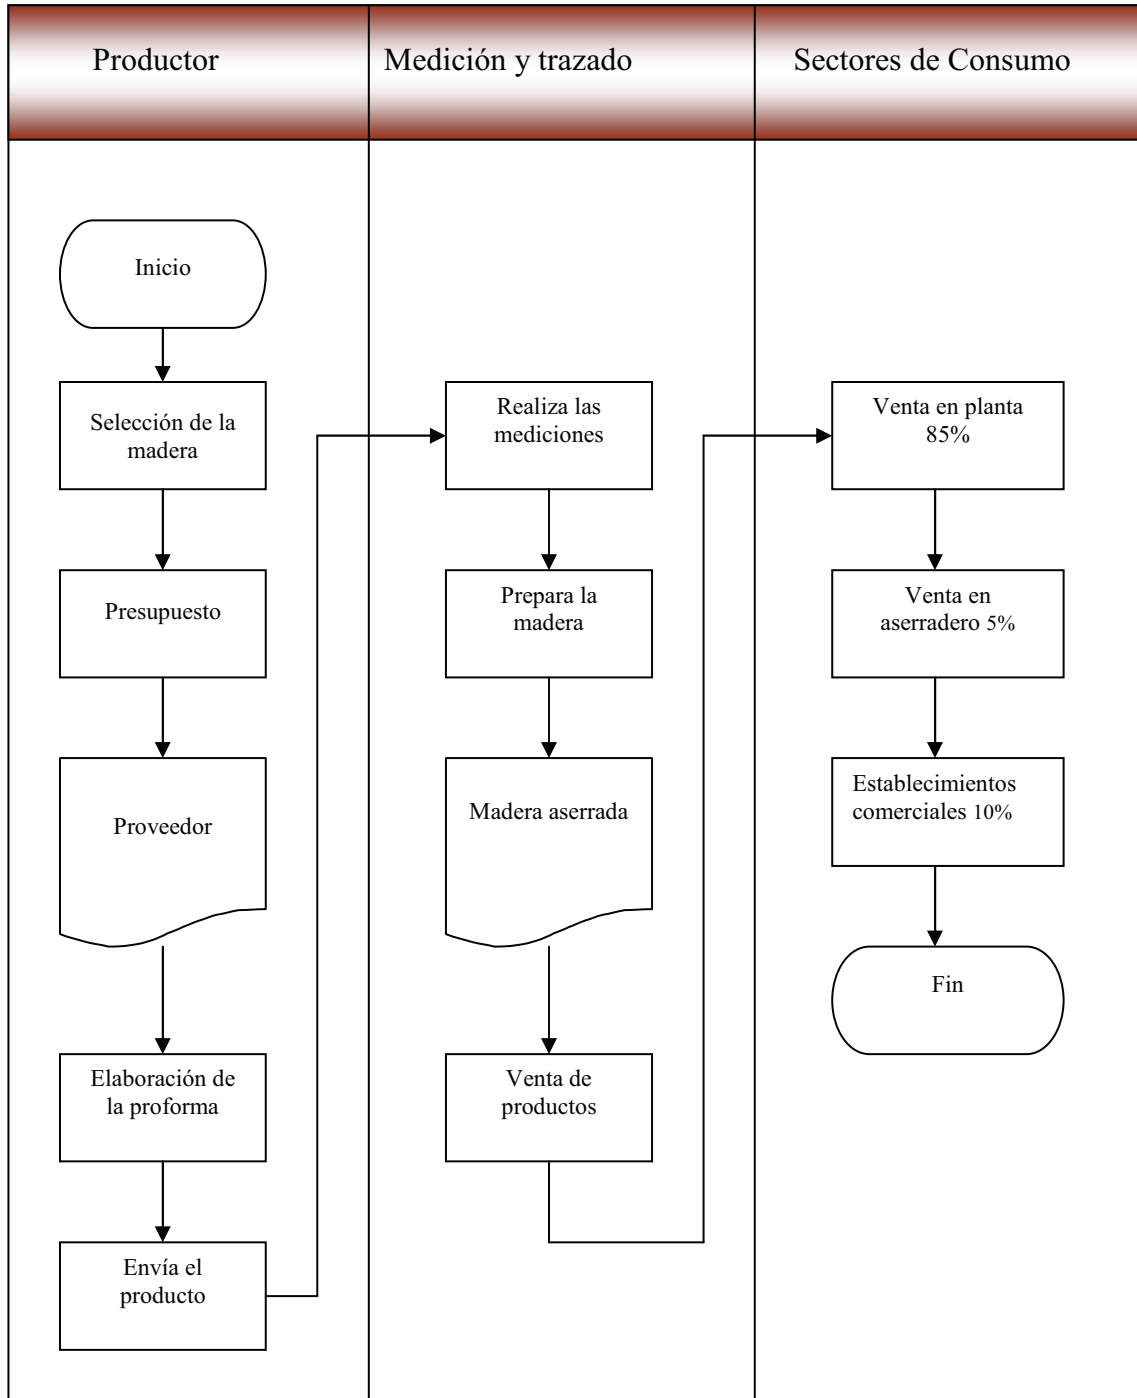 Productor
Medición y trazado
Sectores de Consumo
Inicio
Selección de la
madera
Presupuesto
Proveedor
Elaboración de
la proforma
Envía el
producto
Realiza las
mediciones
Prepara la
madera
Madera aserrada
Venta de
productos
Venta en planta
85%
Venta en
aserradero 5%
Establecimientos
comerciales 10%
Fin